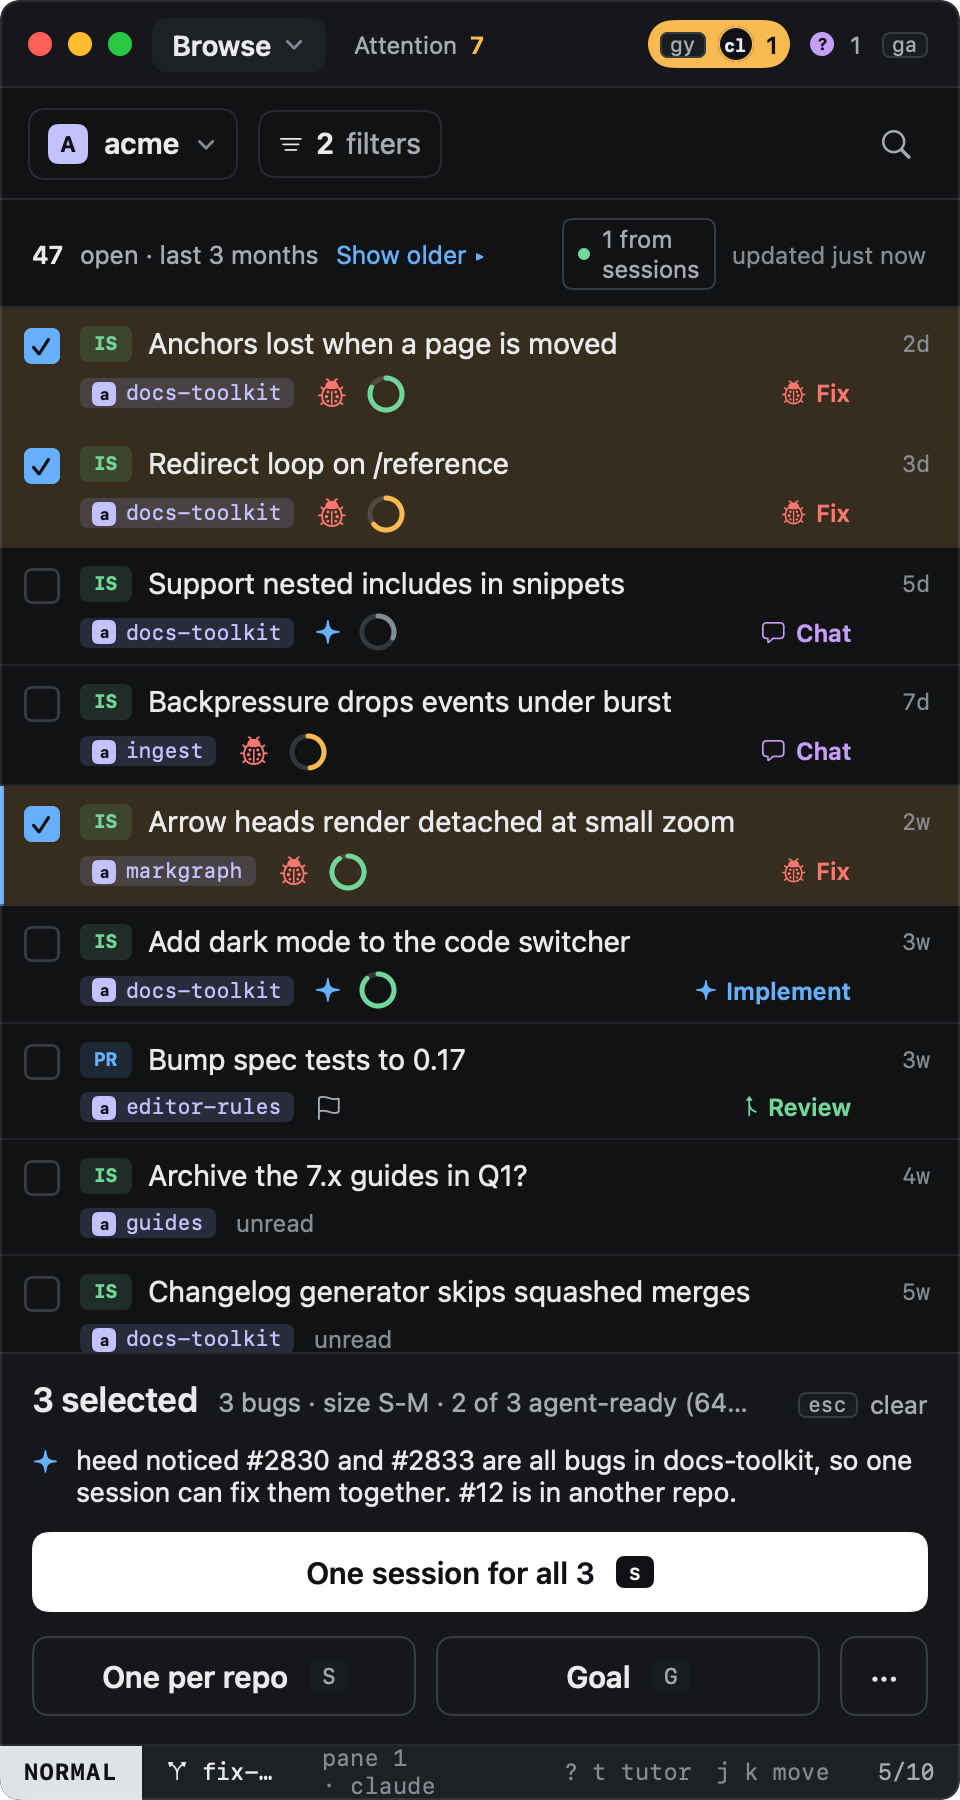 Browse Attention 7 gy cl 1 ? 1 ga
A acme 2 filters
47 open · last 3 months Show older ▸ 1 from sessions updated just now
IS Anchors lost when a page is moved 2d
a docs-toolkit Fix
IS Redirect loop on /reference 3d
a docs-toolkit Fix
IS Support nested includes in snippets 5d
a docs-toolkit Chat
IS Backpressure drops events under burst 7d
a ingest Chat
IS Arrow heads render detached at small zoom 2w
a markgraph Fix
IS Add dark mode to the code switcher 3w
a docs-toolkit Implement
PR Bump spec tests to 0.17 3w
a editor-rules Review
IS Archive the 7.x guides in Q1? 4w
a guides unread
IS Changelog generator skips squashed merges 5w
a docs-toolkit unread
3 selected 3 bugs · size S-M · 2 of 3 agent-ready (64… esc clear
heed noticed #2830 and #2833 are all bugs in docs-toolkit, so one
session can fix them together. #12 is in another repo.
One session for all 3 s
One per repo S Goal G …
NORMAL fix-… pane 1 · claude ? t tutor j k move 5/10